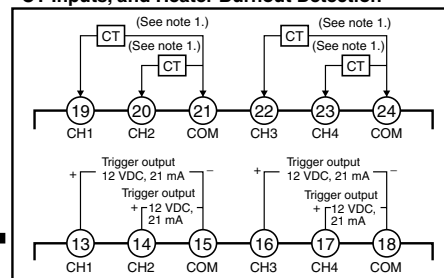 CT Inputs, and Heater Burnout Detection
(See note 1.) (See note 1.)
CT (See note 1.) CT (See note 1.)
CT CT
19 20 21 22 23 24
CH1 CH2 COM CH3 CH4 COM
Trigger output Trigger output
+ 12 VDC, 21 mA − + 12 VDC, 21 mA −
Trigger output Trigger output
+ 12 VDC, − + 12 VDC, −
21 mA 21 mA
13 14 15 16 17 18
CH1 CH2 COM CH3 CH4 COM